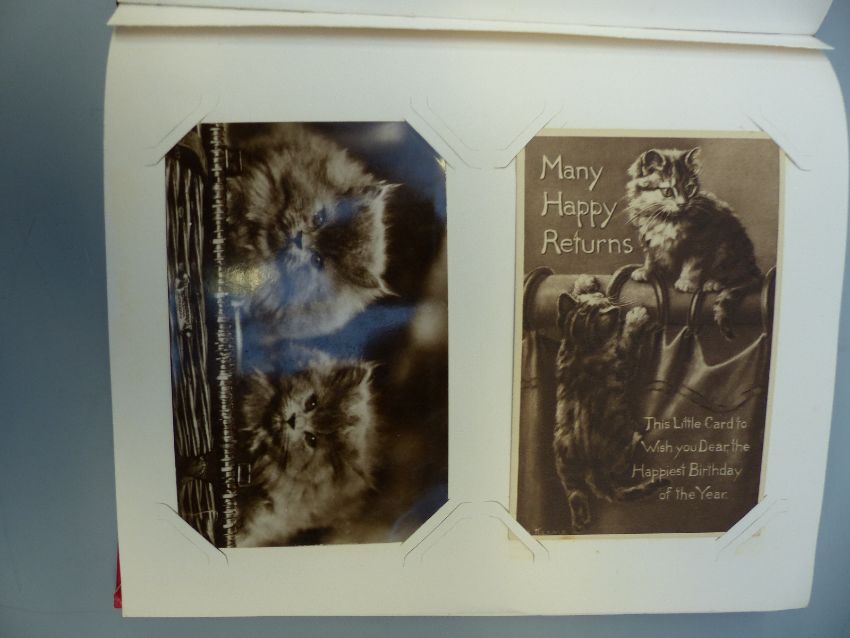 Many
Happy
Returns
This Little Card to
Wish you Dear, the
Happiest Birthday
of the Year.